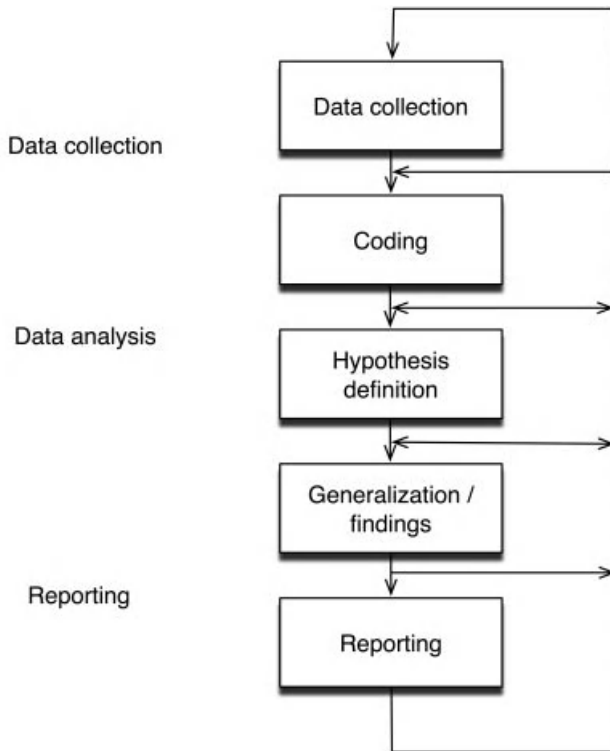 Data collection
Data collection
Coding
Data analysis
Hypothesis
definition
Generalization /
findings
Reporting
Reporting